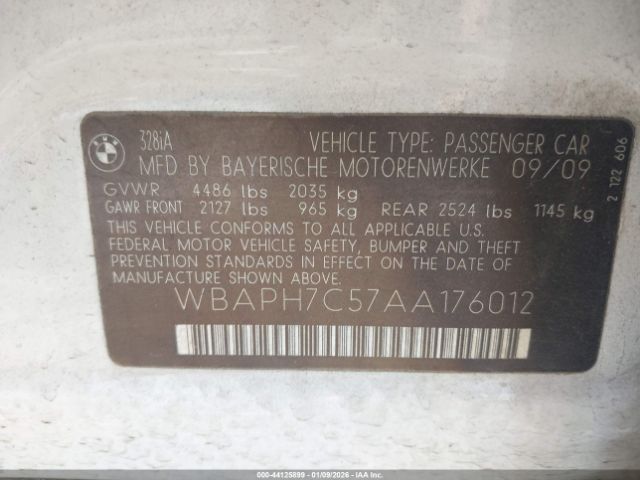 BMW
328iA
VEHICLE TYPE: PASSENGER CAR
MFD BY BAYERISCHE MOTORENWERKE 09/09
GVWR 4486 lbs 2035 kg
GAWR FRONT 2127 lbs 965 kg REAR 2524 lbs 1145 kg
THIS VEHICLE CONFORMS TO ALL APPLICABLE U.S.
FEDERAL MOTOR VEHICLE SAFETY, BUMPER AND THEFT
PREVENTION STANDARDS IN EFFECT ON THE DATE OF
MANUFACTURE SHOWN ABOVE.
WBAPH7C57AA176012
2 122 606
000-44125899 - 01/09/2026 - © COPYRIGHT IAA, LLC